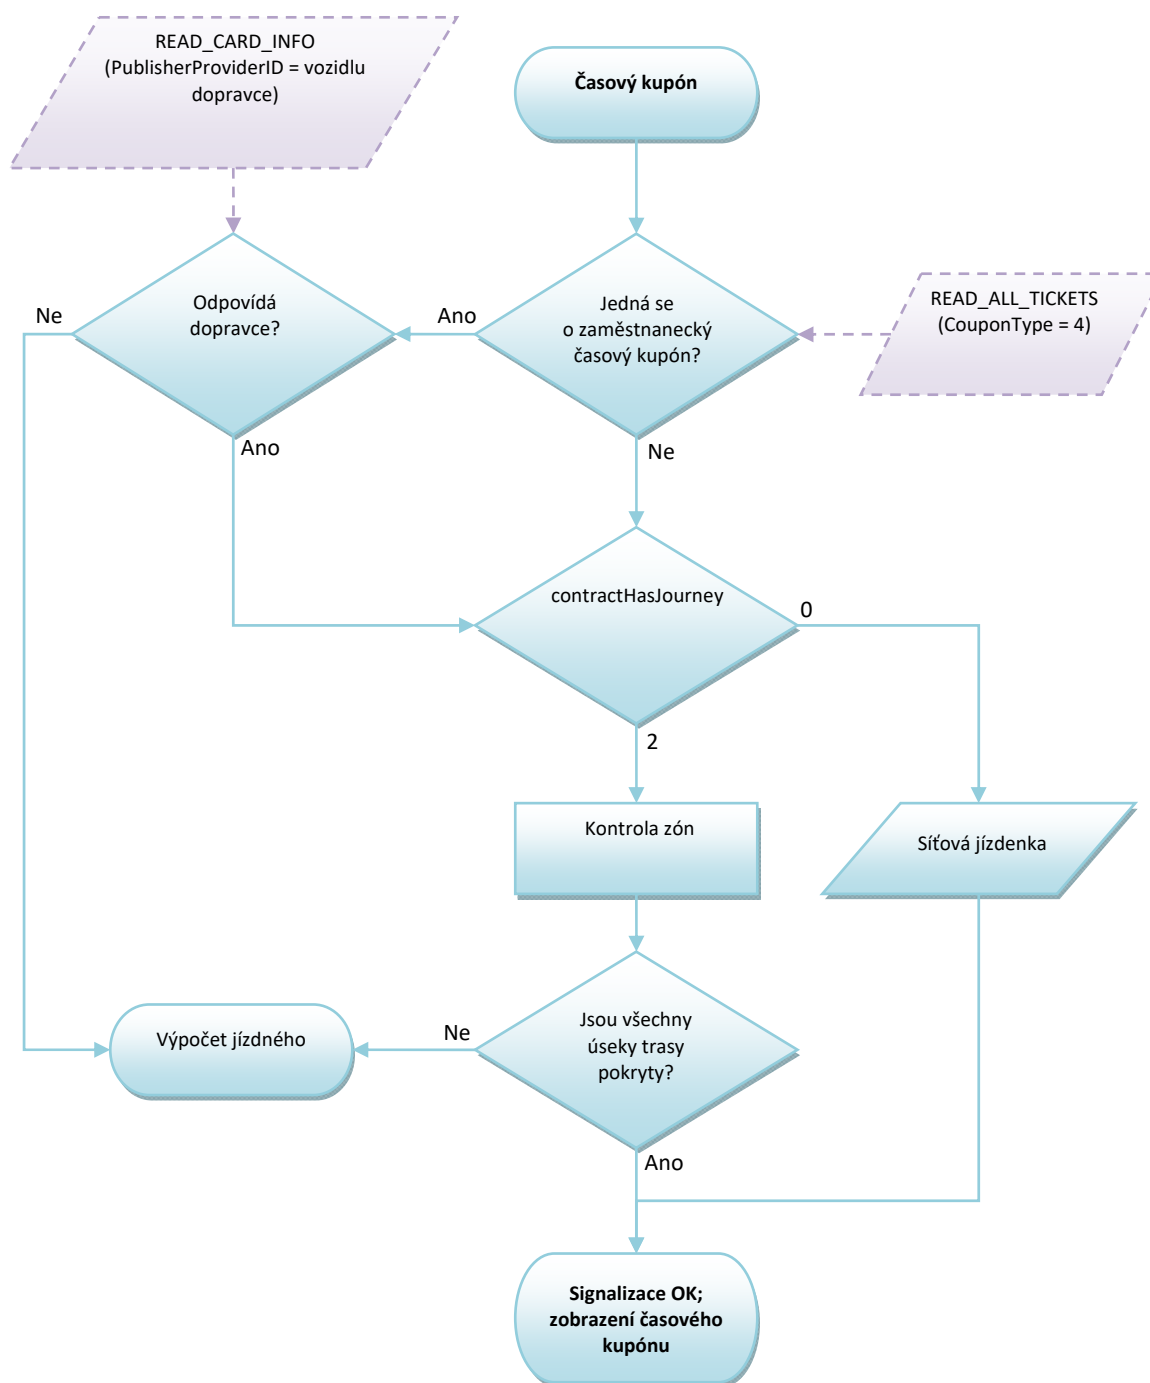 READ_CARD_INFO
(PublisherProviderID = vozidlu
dopravce)
Časový kupón
Ne
Odpovídá
dopravce?
Ano
Jedná se
o zaměstnanecký
časový kupón?
READ_ALL_TICKETS
(CouponType = 4)
Ano
Ne
contractHasJourney
0
2
Kontrola zón
Síťová jízdenka
Výpočet jízdného
Ne
Jsou všechny
úseky trasy
pokryty?
Ano
Signalizace OK;
zobrazení časového
kupónu